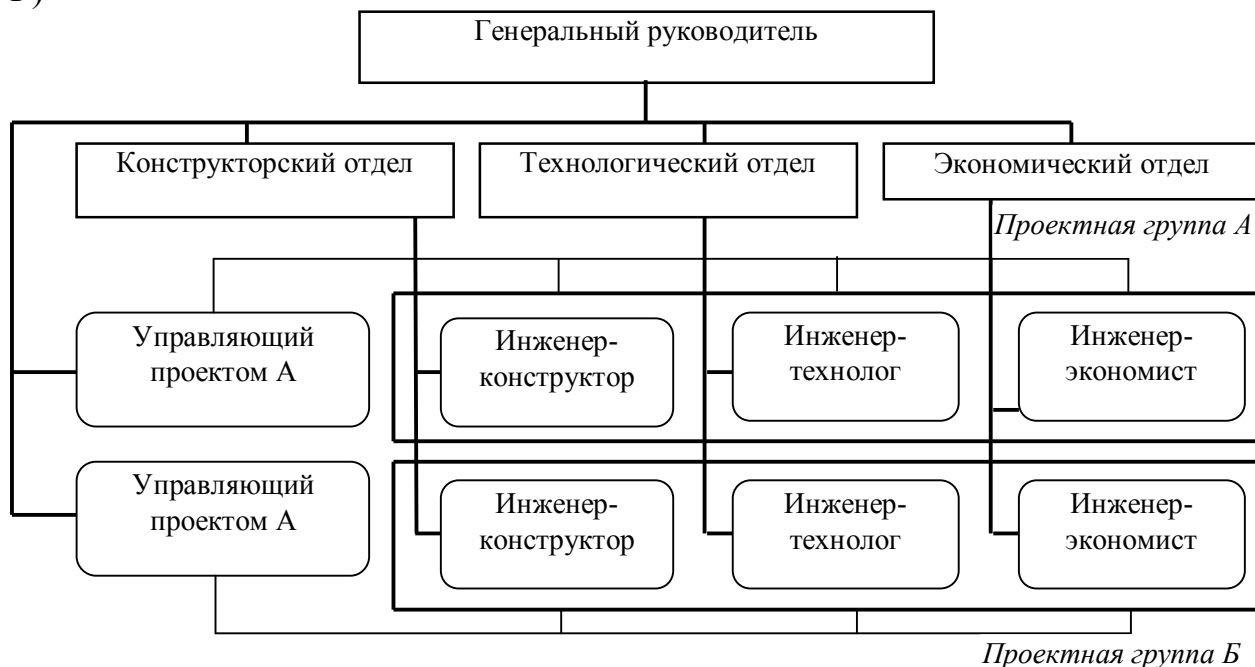 Генеральный руководитель
Конструкторский отдел
Технологический отдел
Экономический отдел
Проектная группа А
Управляющий
проектом А
Инженер-
конструктор
Инженер-
технолог
Инженер-
экономист
Управляющий
проектом А
Инженер-
конструктор
Инженер-
технолог
Инженер-
экономист
Проектная группа Б